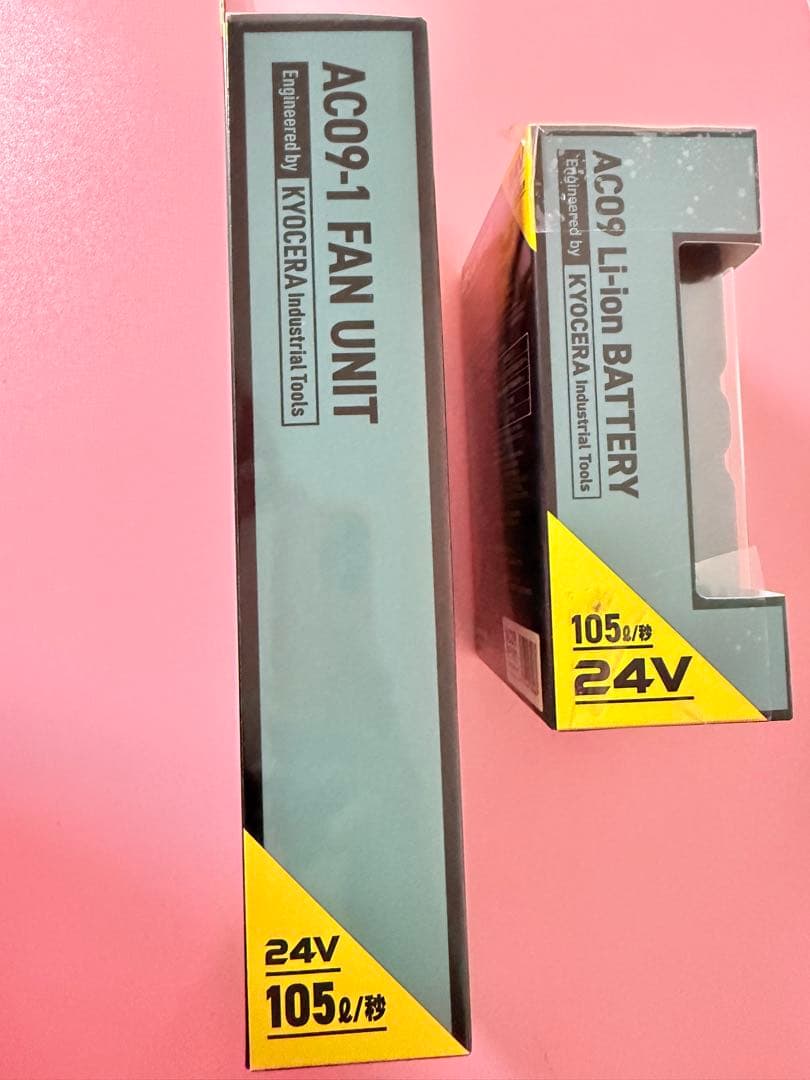 AC09-1 FAN UNIT
Engineered by KYOCERA Industrial Tools
24V
105ℓ/秒
AC09 Li-ion BATTERY
Engineered by KYOCERA Industrial Tools
105ℓ/秒
24V